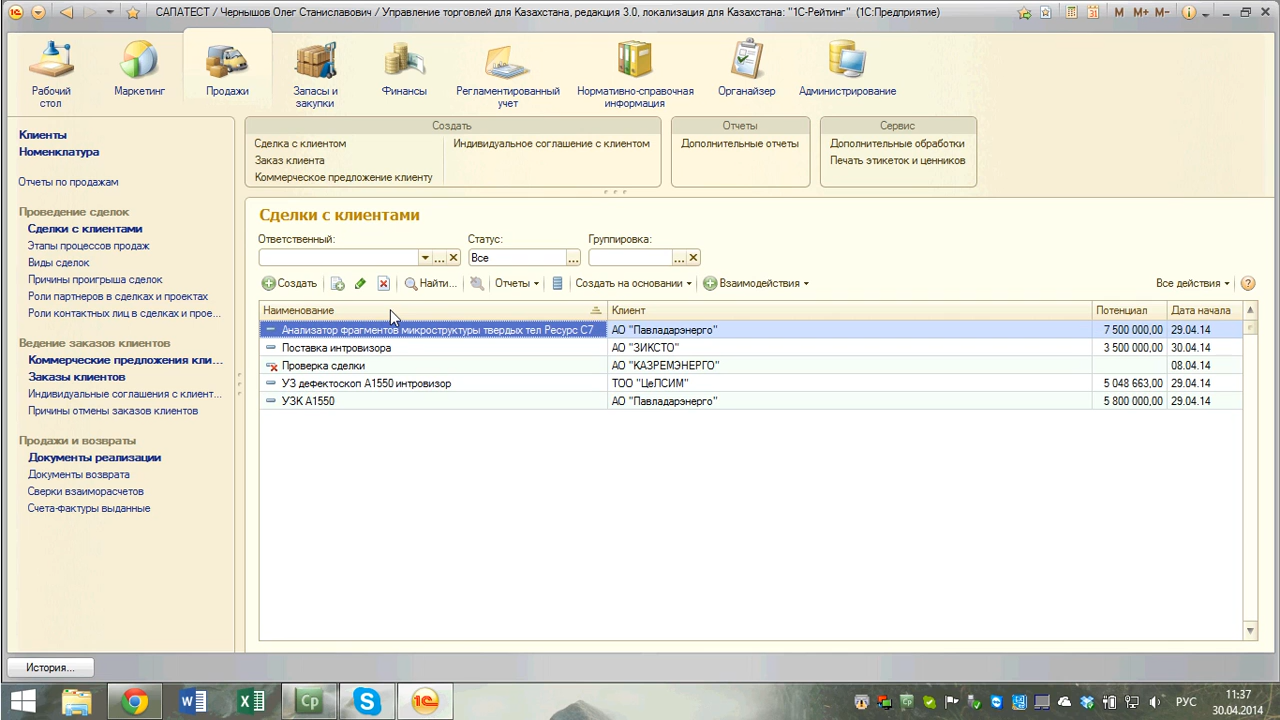 САПАТЕСТ / Чернышов Олег Станиславович / Управление торговлей для Казахстана, редакция 3.0, локализация для Казахстана: "1С-Рейтинг" (1С:Предприятие)
M M+ M-
Рабочий стол
Маркетинг
Продажи
Запасы и закупки
Финансы
Регламентированный учет
Нормативно-справочная информация
Органайзер
Администрирование
Клиенты
Номенклатура
Отчеты по продажам
Проведение сделок
Сделки с клиентами
Этапы процессов продаж
Виды сделок
Причины проигрыша сделок
Роли партнеров в сделках и проектах
Роли контактных лиц в сделках и прое...
Ведение заказов клиентов
Коммерческие предложения кли...
Заказы клиентов
Индивидуальные соглашения с клиент...
Причины отмены заказов клиентов
Продажи и возвраты
Документы реализации
Документы возврата
Сверки взаиморасчетов
Счета-фактуры выданные
Создать
Сделка с клиентом
Заказ клиента
Коммерческое предложение клиенту
Индивидуальное соглашение с клиентом
Отчеты
Дополнительные отчеты
Сервис
Дополнительные обработки
Печать этикеток и ценников
Сделки с клиентами
Ответственный: Статус: Группировка:
Все
Создать Найти... Отчеты Создать на основании Взаимодействия Все действия
Наименование Клиент Потенциал Дата начала
Анализатор фрагментов микроструктуры твердых тел Ресурс С7 АО "Павладарэнерго" 7 500 000,00 29.04.14
Поставка интровизора АО "ЗИКСТО" 3 500 000,00 30.04.14
Проверка сделки АО "КАЗРЕМЭНЕРГО" 08.04.14
УЗ дефектоскоп А1550 интровизор ТОО "ЦеЛСИМ" 5 048 663,00 29.04.14
УЗК А1550 АО "Павладарэнерго" 5 800 000,00 29.04.14
История...
РУС
11:37
30.04.2014